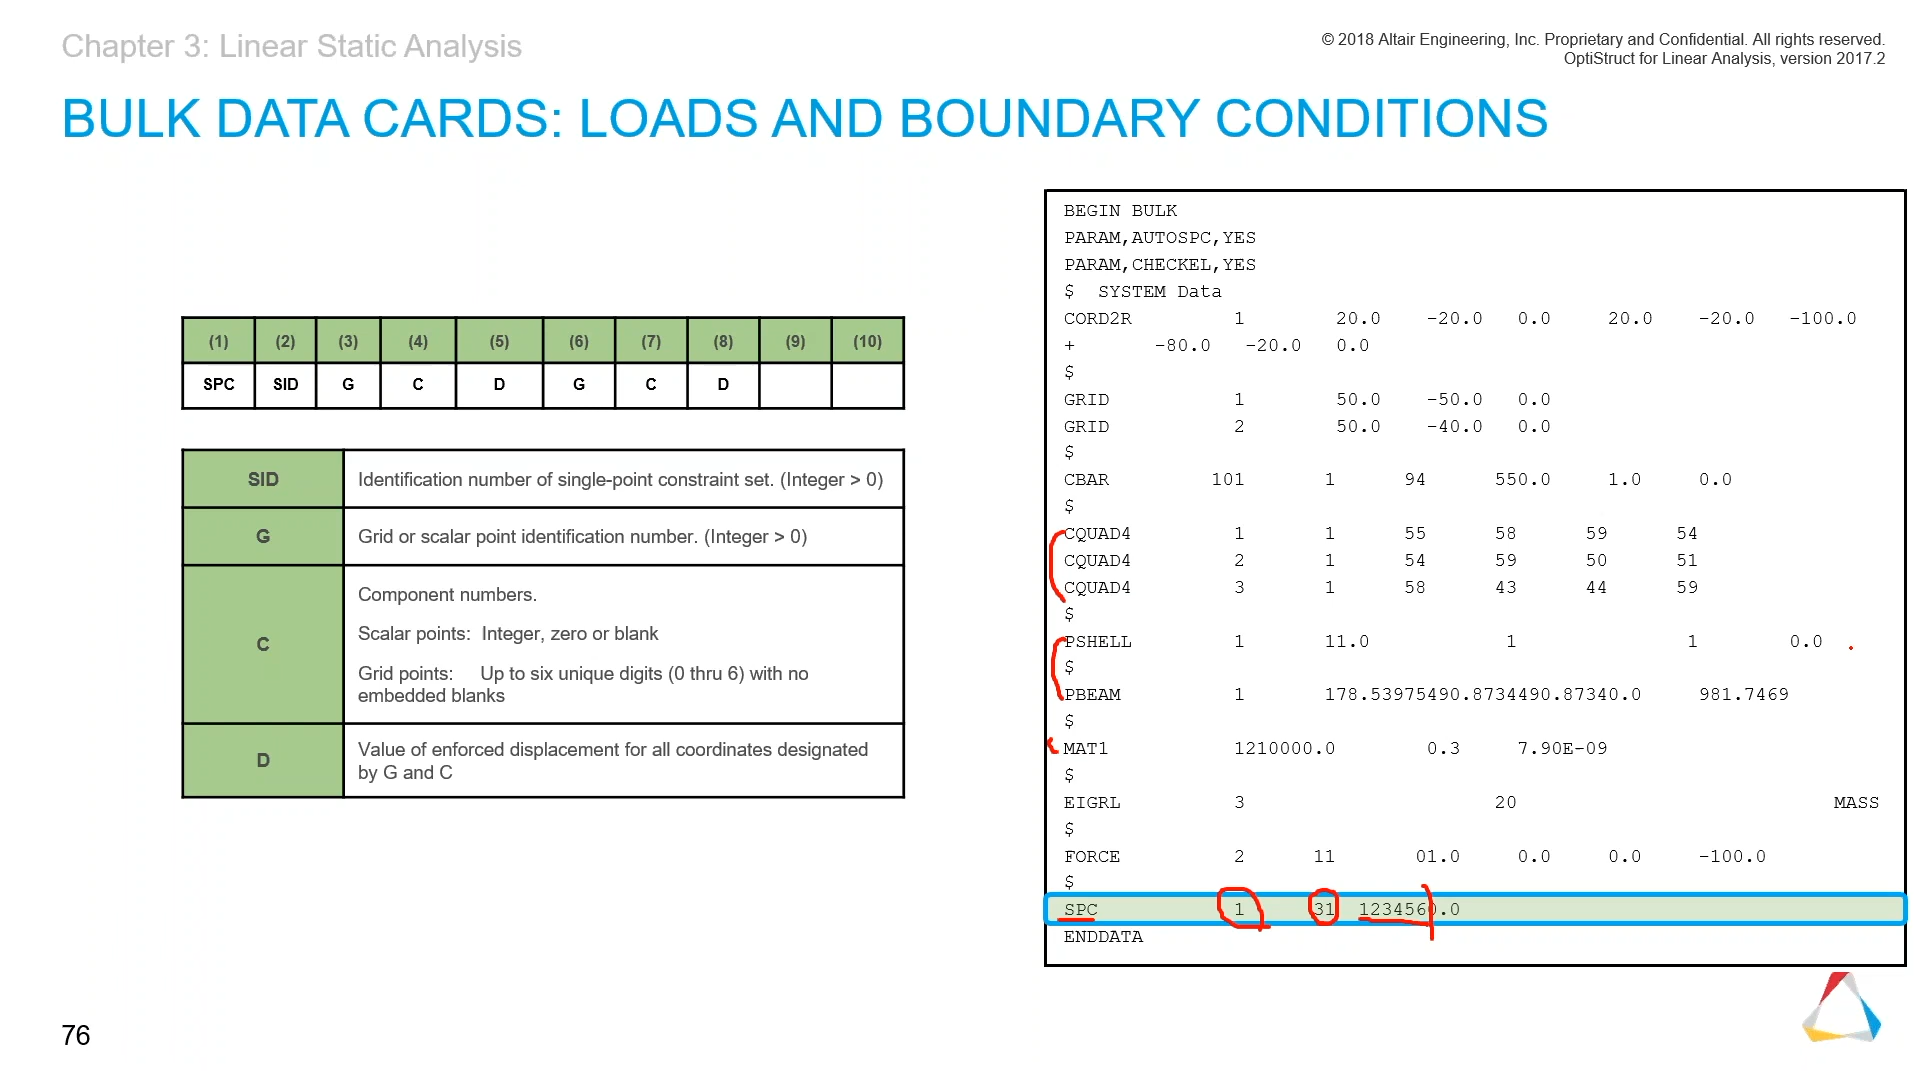 Chapter 3: Linear Static Analysis
© 2018 Altair Engineering, Inc. Proprietary and Confidential. All rights reserved.
OptiStruct for Linear Analysis, version 2017.2
BULK DATA CARDS: LOADS AND BOUNDARY CONDITIONS
(1) (2) (3) (4) (5) (6) (7) (8) (9) (10)
SPC SID G C D G C D
SID Identification number of single-point constraint set. (Integer > 0)
G Grid or scalar point identification number. (Integer > 0)
C Component numbers.
Scalar points: Integer, zero or blank
Grid points: Up to six unique digits (0 thru 6) with no
embedded blanks
D Value of enforced displacement for all coordinates designated
by G and C
BEGIN BULK
PARAM,AUTOSPC,YES
PARAM,CHECKEL,YES
$ SYSTEM Data
CORD2R 1 20.0 -20.0 0.0 20.0 -20.0 -100.0
+ -80.0 -20.0 0.0
$
GRID 1 50.0 -50.0 0.0
GRID 2 50.0 -40.0 0.0
$
CBAR 101 1 94 550.0 1.0 0.0
$
CQUAD4 1 1 55 58 59 54
CQUAD4 2 1 54 59 50 51
CQUAD4 3 1 58 43 44 59
$
PSHELL 1 11.0 1 1 0.0
$
PBEAM 1 178.53975490.8734490.87340.0 981.7469
$
MAT1 1210000.0 0.3 7.90E-09
$
EIGRL 3 20 MASS
$
FORCE 2 11 01.0 0.0 0.0 -100.0
$
SPC 1 31 1234560.0
ENDDATA
76